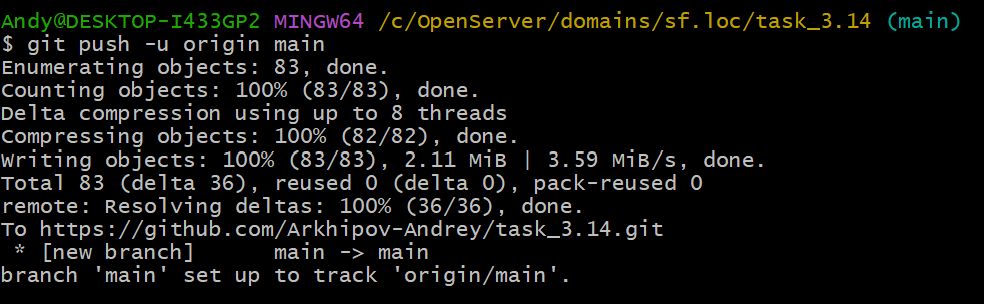 Andy@DESKTOP-I433GP2 MINGW64 /c/OpenServer/domains/sf.loc/task_3.14 (main)
$ git push -u origin main
Enumerating objects: 83, done.
Counting objects: 100% (83/83), done.
Delta compression using up to 8 threads
Compressing objects: 100% (82/82), done.
Writing objects: 100% (83/83), 2.11 MiB | 3.59 MiB/s, done.
Total 83 (delta 36), reused 0 (delta 0), pack-reused 0
remote: Resolving deltas: 100% (36/36), done.
To https://github.com/Arkhipov-Andrey/task_3.14.git
 * [new branch]      main -> main
branch 'main' set up to track 'origin/main'.